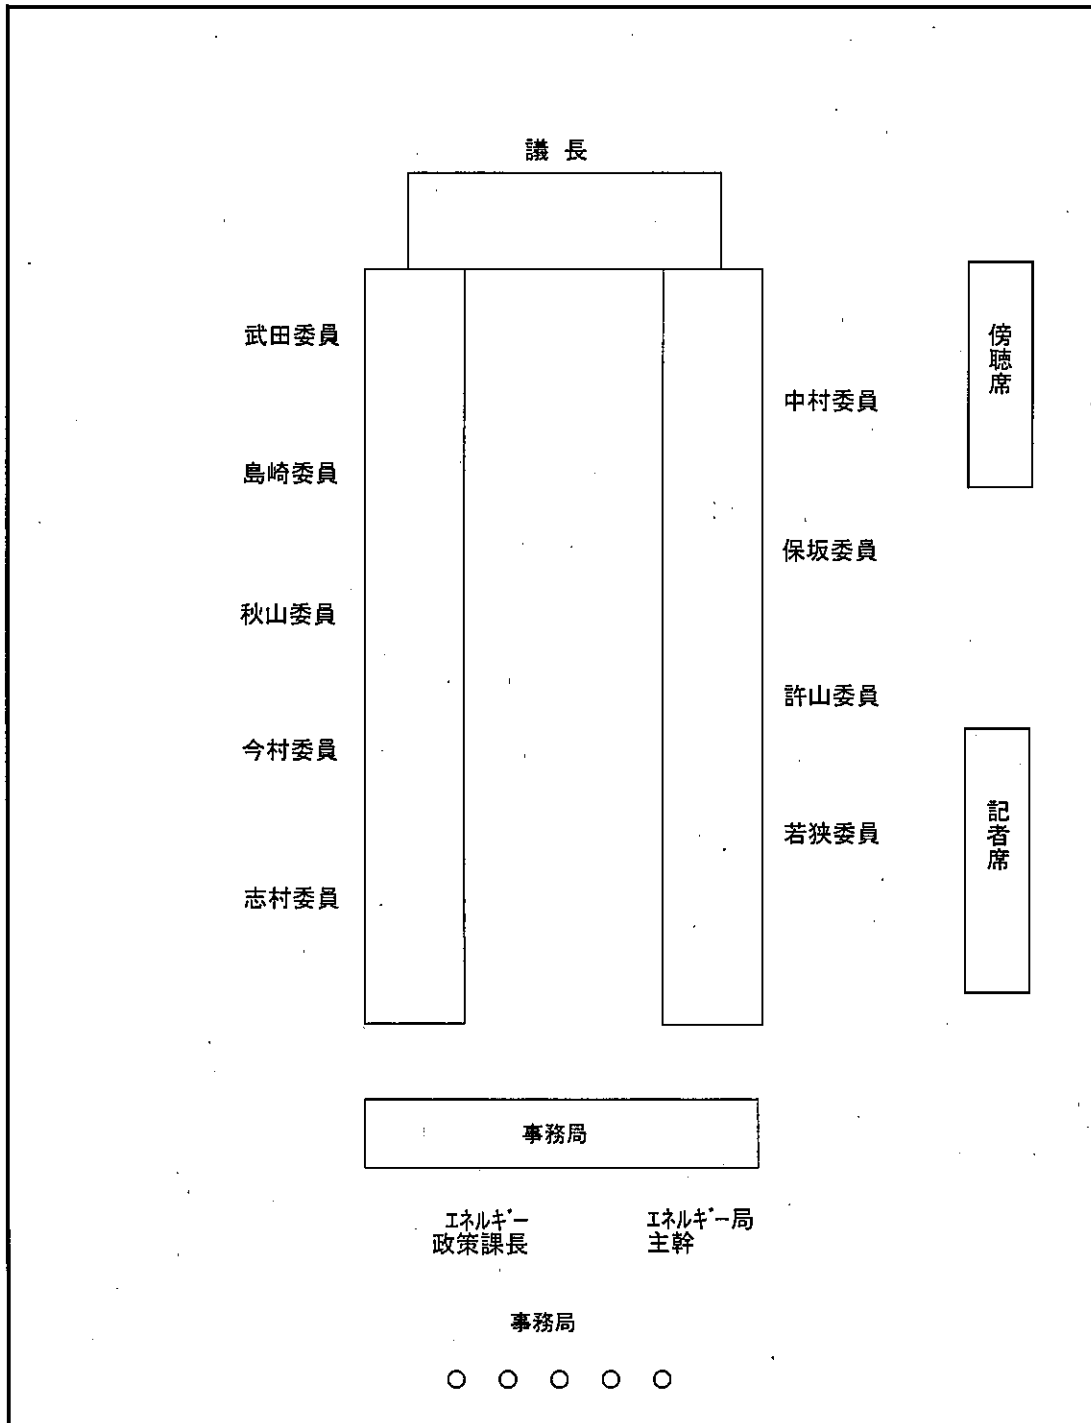 議 長
武田委員
島崎委員
秋山委員
今村委員
志村委員
中村委員
保坂委員
許山委員
若狭委員
傍聴席
記者席
事務局
エネルギー
政策課長
エネルギー局
主幹
事務局
○ ○ ○ ○ ○